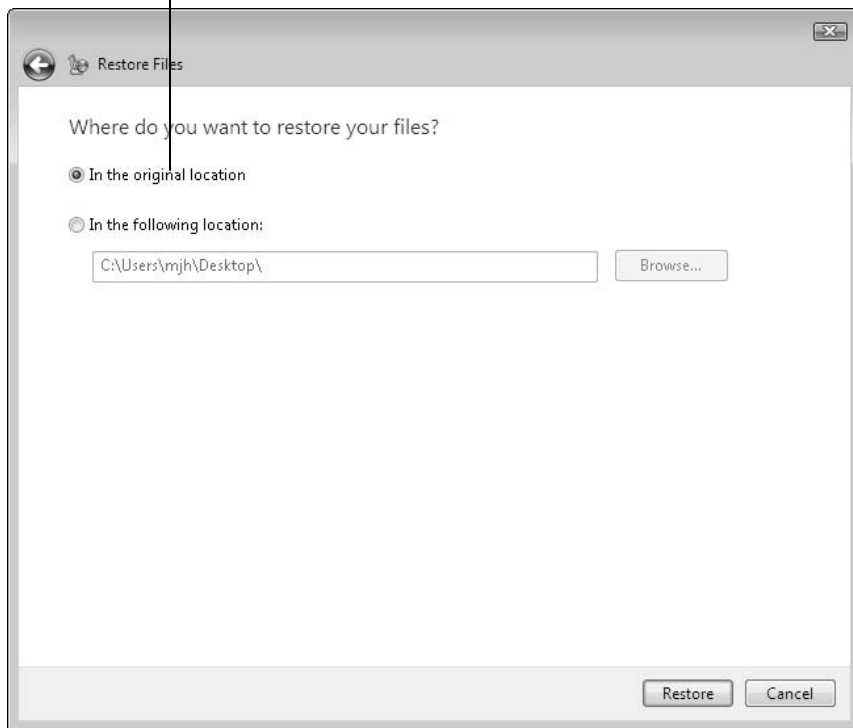 Restore Files
Where do you want to restore your files?
In the original location
In the following location:
C:\Users\mjh\Desktop\
Browse...
Restore
Cancel